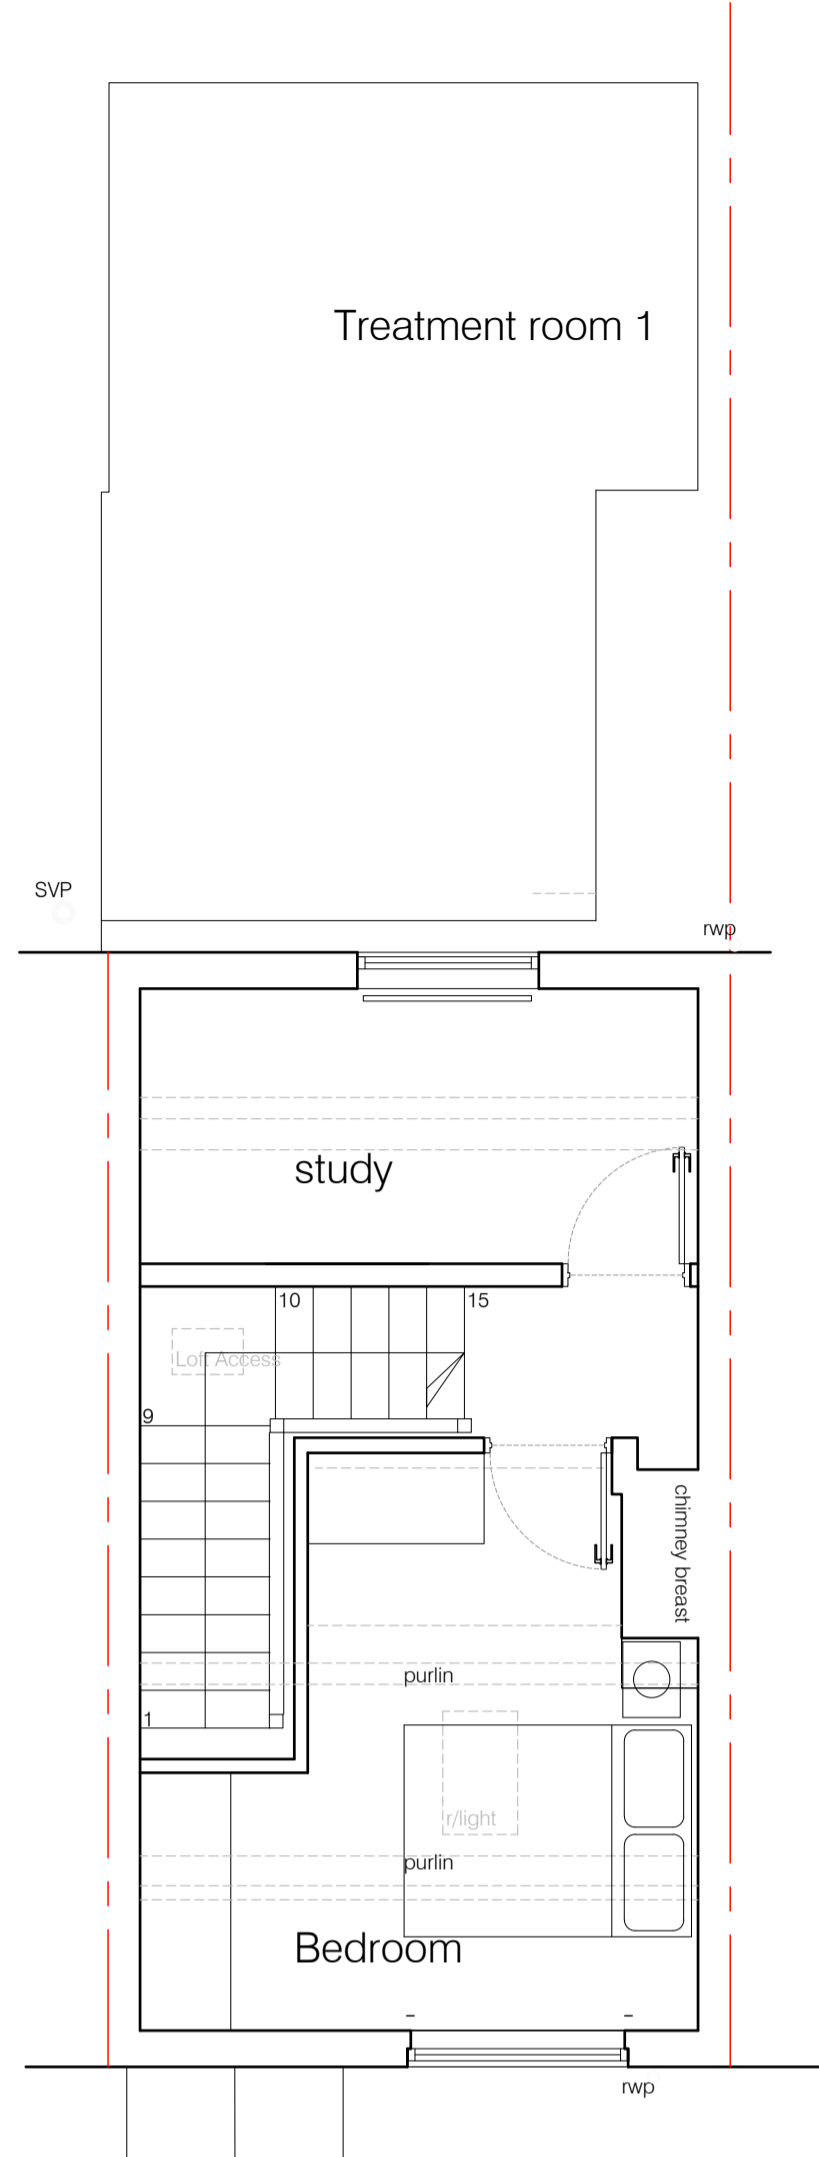 Treatment room 1
SVP
rwp
study
10
15
Loft Access
9
chimney breast
purlin
1
r/light
purlin
Bedroom
rwp